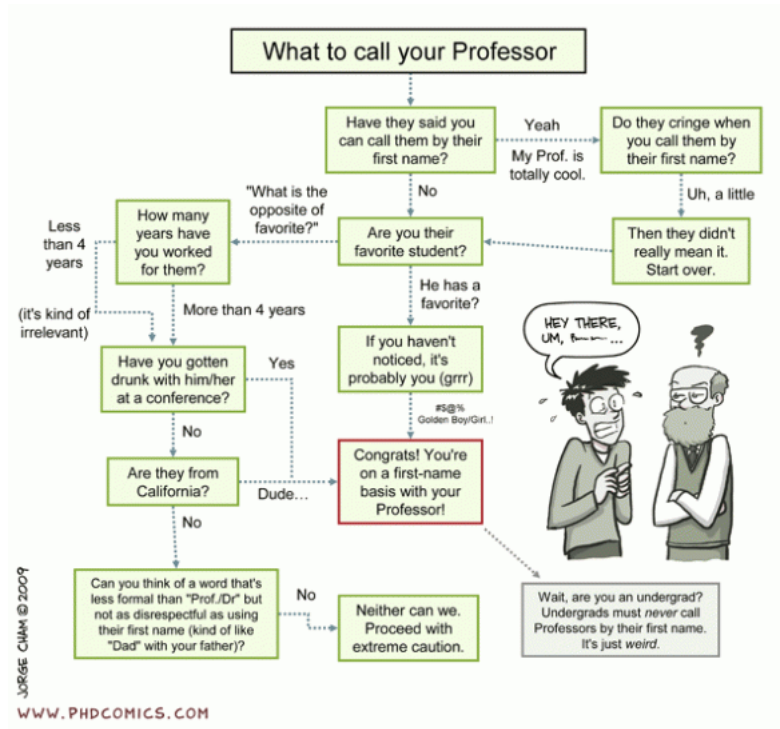 What to call your Professor
Have they said you
can call them by their
first name?
Yeah
My Prof. is
totally cool.
Do they cringe when
you call them by
their first name?
No
Uh, a little
"What is the
opposite of
favorite?"
Less
than 4
years
How many
years have
you worked
for them?
Are you their
favorite student?
Then they didn't
really mean it.
Start over.
He has a
favorite?
(it's kind of
irrelevant)
More than 4 years
If you haven't
noticed, it's
probably you (grrr)
HEY THERE,
UM, ...
Have you gotten
drunk with him/her
at a conference?
Yes
#$@%
Golden Boy/Girl..!
No
Are they from
California?
Dude...
Congrats! You're
on a first-name
basis with your
Professor!
No
Can you think of a word that's
less formal than "Prof./Dr" but
not as disrespectful as using
their first name (kind of like
"Dad" with your father)?
No
Neither can we.
Proceed with
extreme caution.
Wait, are you an undergrad?
Undergrads must never call
Professors by their first name.
It's just weird.
JORGE CHAM © 2009
WWW.PHDCOMICS.COM